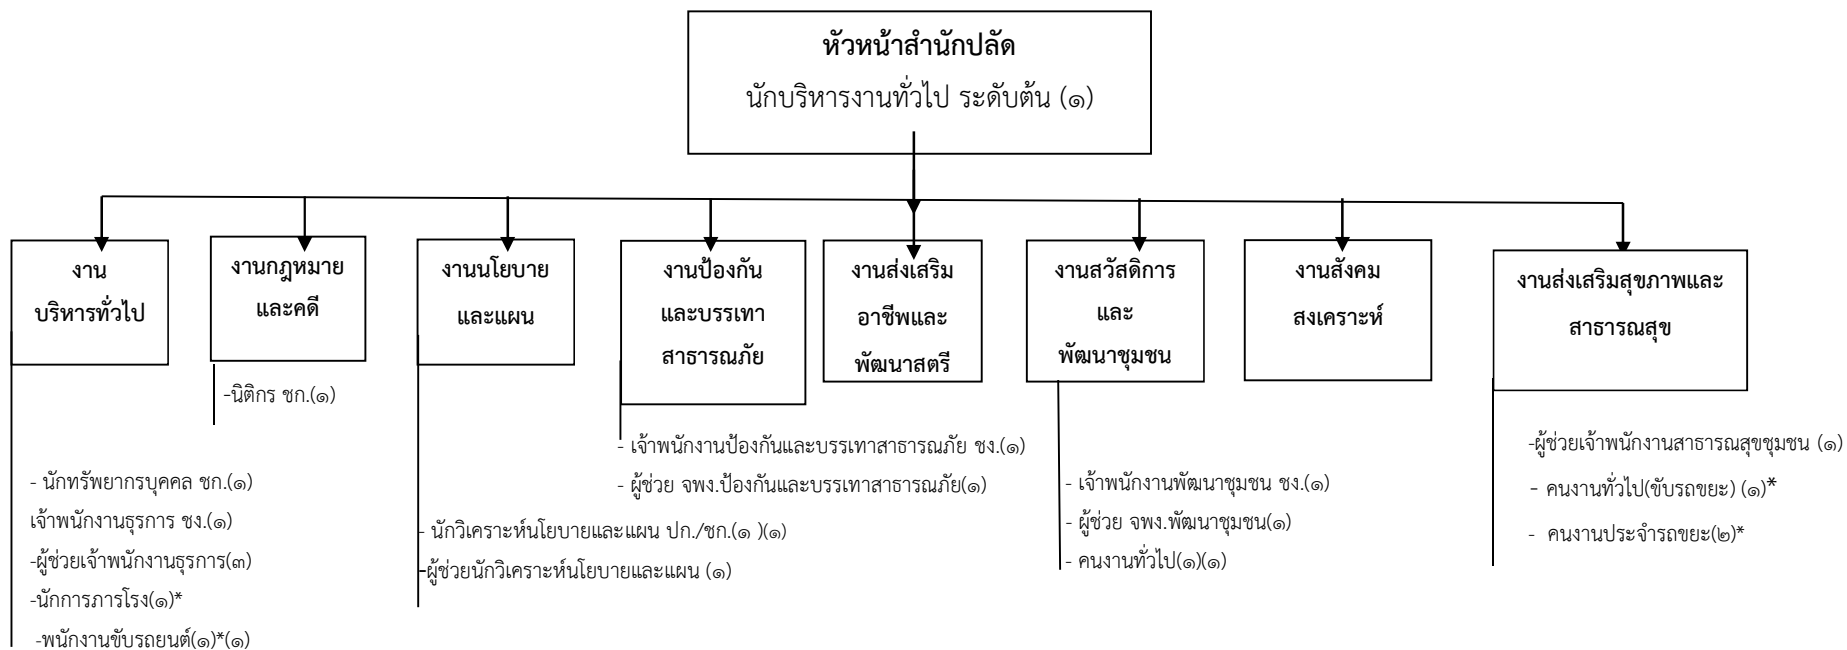 หัวหน้าสำนักปลัด
นักบริหารงานทั่วไป ระดับต้น (๑)
งาน
บริหารทั่วไป
- นักทรัพยากรบุคคล ชก.(๑)
เจ้าพนักงานธุรการ ชง.(๑)
-ผู้ช่วยเจ้าพนักงานธุรการ(๓)
-นักการภารโรง(๑)*
-พนักงานขับรถยนต์(๑)*(๑)
งานกฎหมาย
และคดี
-นิติกร ชก.(๑)
งานนโยบาย
และแผน
- นักวิเคราะห์นโยบายและแผน ปก./ชก.(๑ )(๑)
-ผู้ช่วยนักวิเคราะห์นโยบายและแผน (๑)
งานป้องกัน
และบรรเทา
สาธารณภัย
- เจ้าพนักงานป้องกันและบรรเทาสาธารณภัย ชง.(๑)
- ผู้ช่วย จพง.ป้องกันและบรรเทาสาธารณภัย(๑)
งานส่งเสริม
อาชีพและ
พัฒนาสตรี
งานสวัสดิการ
และ
พัฒนาชุมชน
- เจ้าพนักงานพัฒนาชุมชน ชง.(๑)
- ผู้ช่วย จพง.พัฒนาชุมชน(๑)
- คนงานทั่วไป(๑)(๑)
งานสังคม
สงเคราะห์
งานส่งเสริมสุขภาพและ
สาธารณสุข
-ผู้ช่วยเจ้าพนักงานสาธารณสุขชุมชน (๑)
- คนงานทั่วไป(ขับรถขยะ) (๑)*
- คนงานประจำรถขยะ(๒)*